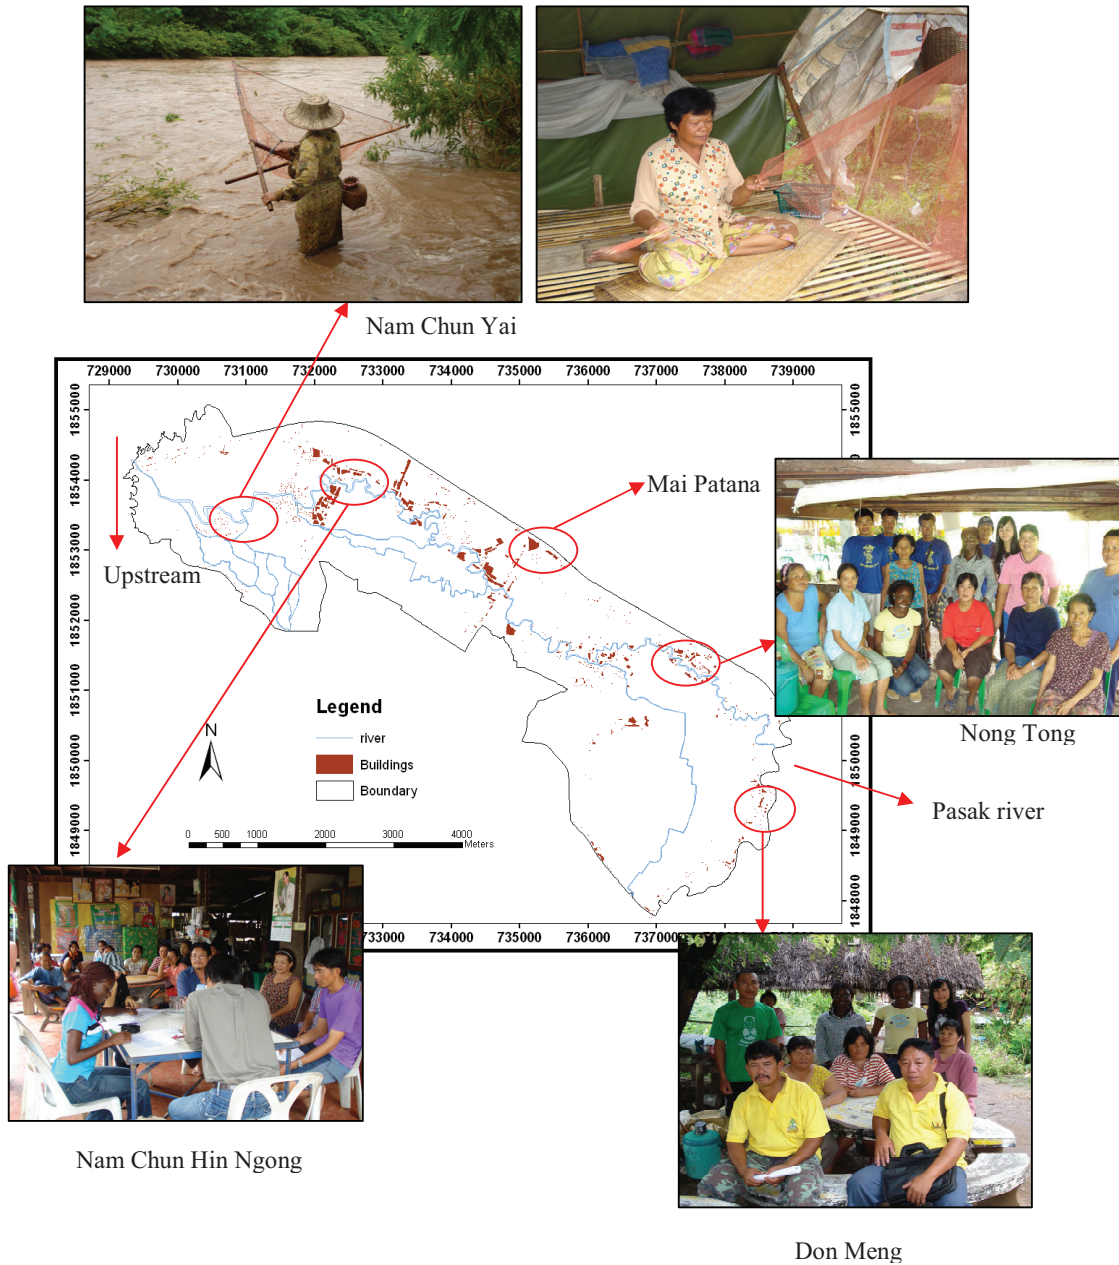 Nam Chun Yai
729000 730000 731000 732000 733000 734000 735000 736000 737000 738000 739000
1855000
1854000
1853000
1852000
1851000
1850000
1849000
1848000
1855000
1850000
1849000
1848000
Mai Patana
Upstream
Nong Tong
Legend
river
Buildings
Boundary
N
Pasak river
0 500 1000 2000 3000 4000
Meters
733000 734000 735000 736000 737000
Nam Chun Hin Ngong
Don Meng